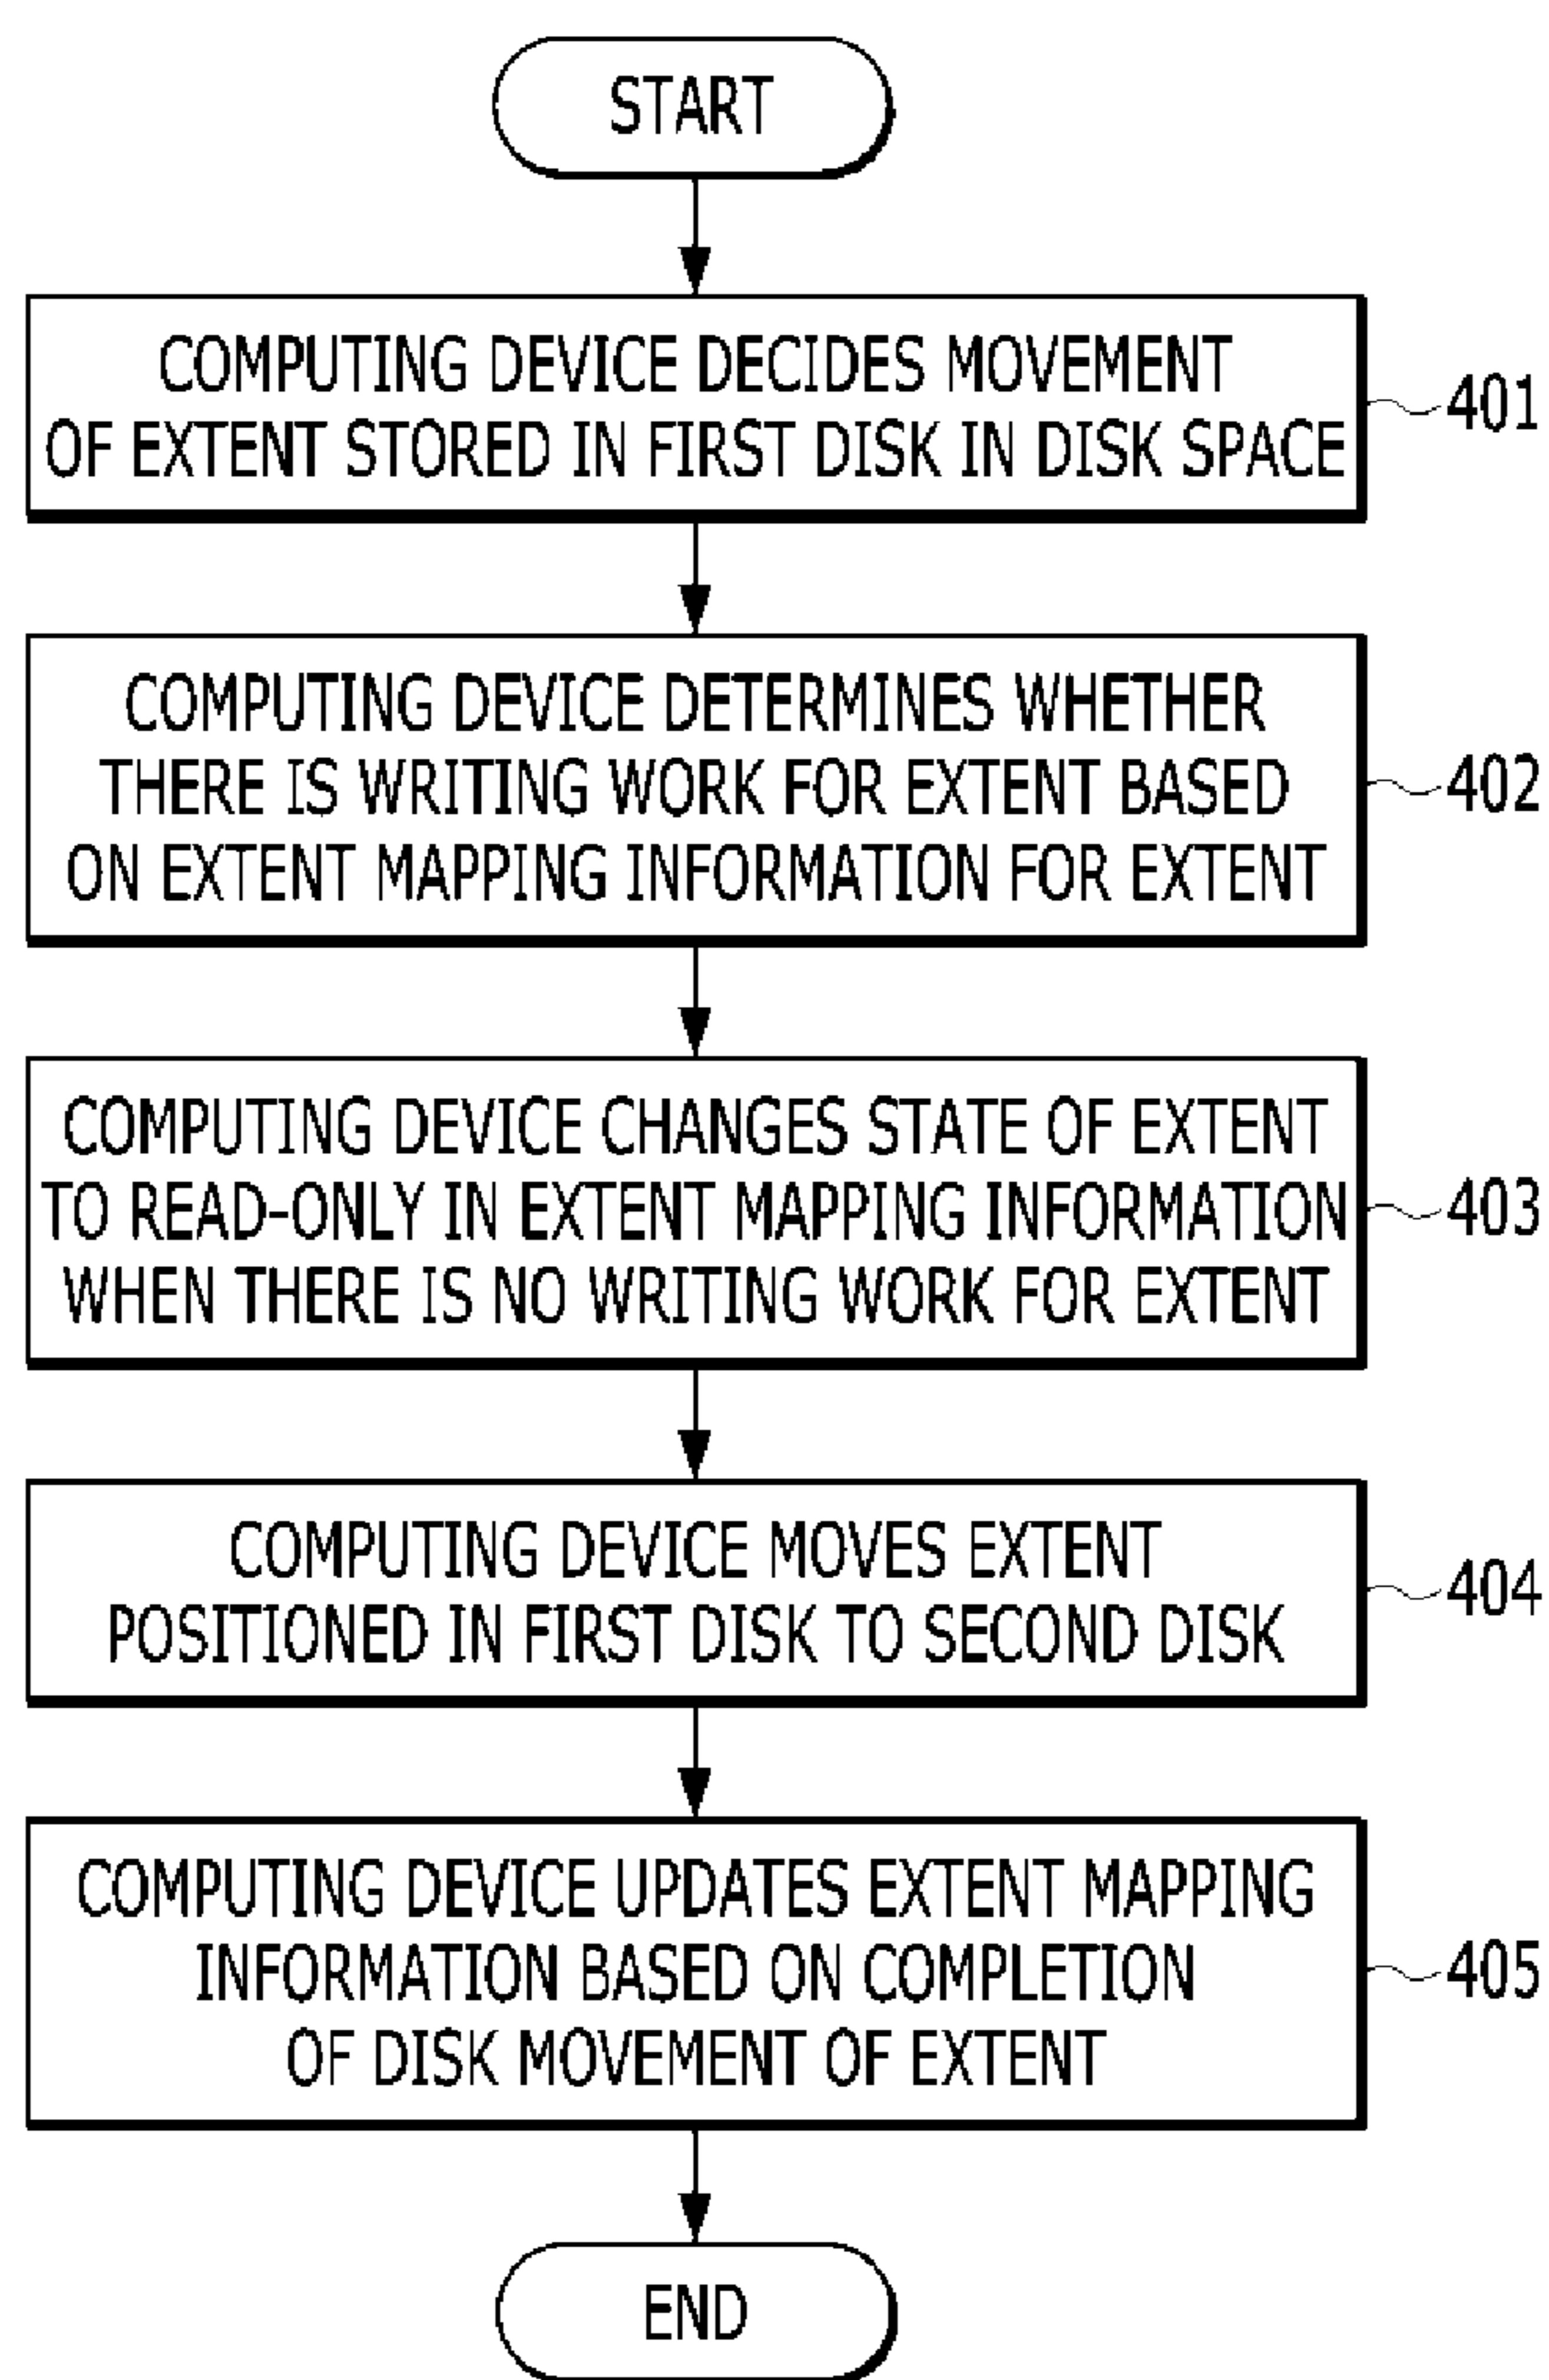 START
COMPUTING DEVICE DECIDES MOVEMENT
OF EXTENT STORED IN FIRST DISK IN DISK SPACE
401
COMPUTING DEVICE DETERMINES WHETHER
THERE IS WRITING WORK FOR EXTENT BASED
ON EXTENT MAPPING INFORMATION FOR EXTENT
402
COMPUTING DEVICE CHANGES STATE OF EXTENT
TO READ-ONLY IN EXTENT MAPPING INFORMATION
WHEN THERE IS NO WRITING WORK FOR EXTENT
403
COMPUTING DEVICE MOVES EXTENT
POSITIONED IN FIRST DISK TO SECOND DISK
404
COMPUTING DEVICE UPDATES EXTENT MAPPING
INFORMATION BASED ON COMPLETION
OF DISK MOVEMENT OF EXTENT
405
END